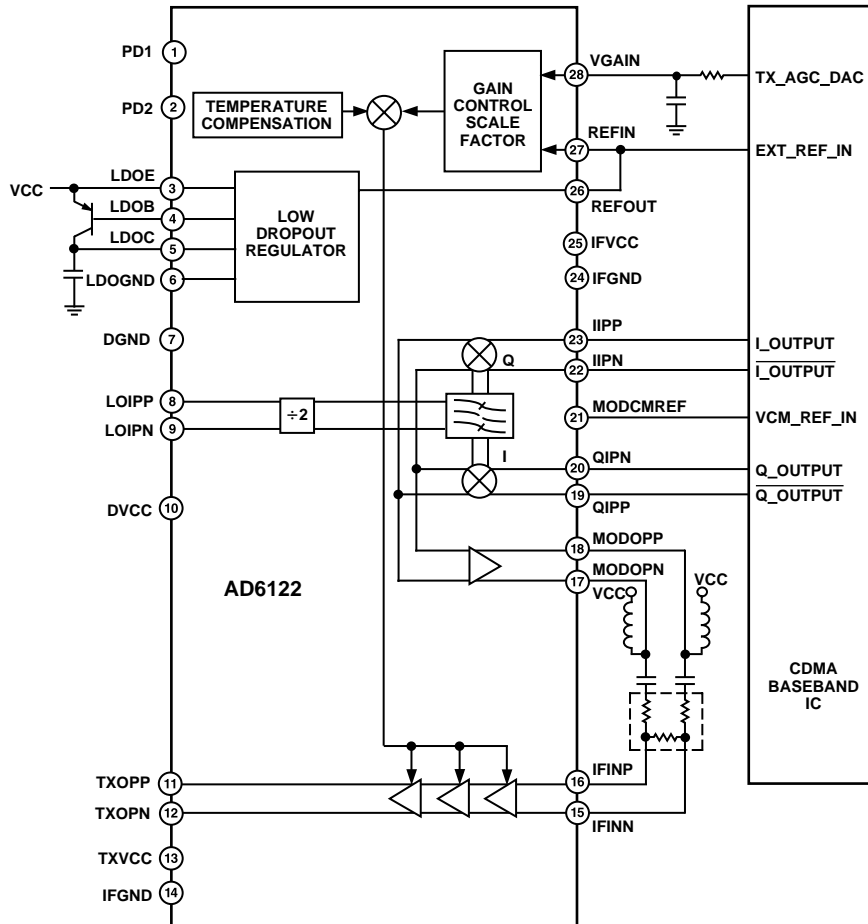 PD1
1
PD2
2
TEMPERATURE
COMPENSATION
GAIN
CONTROL
SCALE
FACTOR
28
VGAIN
TX_AGC_DAC
REFIN
27
EXT_REF_IN
VCC
LDOE
3
LDOB
4
LDOC
5
LDOGND
6
LOW
DROPOUT
REGULATOR
26
REFOUT
25
IFVCC
24
IFGND
DGND
7
IIPP
23
I_OUTPUT
Q
IIPN
22
I_OUTPUT
LOIPP
8
LOIPN
9
÷2
MODCMREF
21
VCM_REF_IN
I
QIPN
20
Q_OUTPUT
19
QIPP
Q_OUTPUT
DVCC
10
MODOPP
18
MODOPN
17
VCC
VCC
AD6122
CDMA
BASEBAND
IC
TXOPP
11
TXOPN
12
IFINP
16
15
IFINN
TXVCC
13
IFGND
14